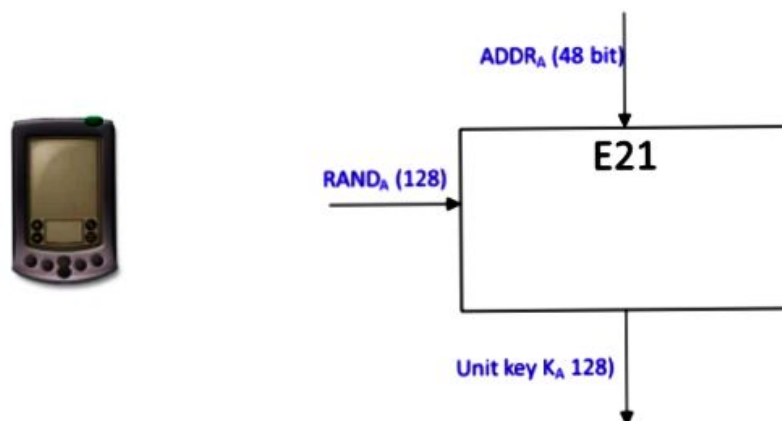 ADDRA (48 bit)
E21
RANDA (128)
Unit key KA 128)